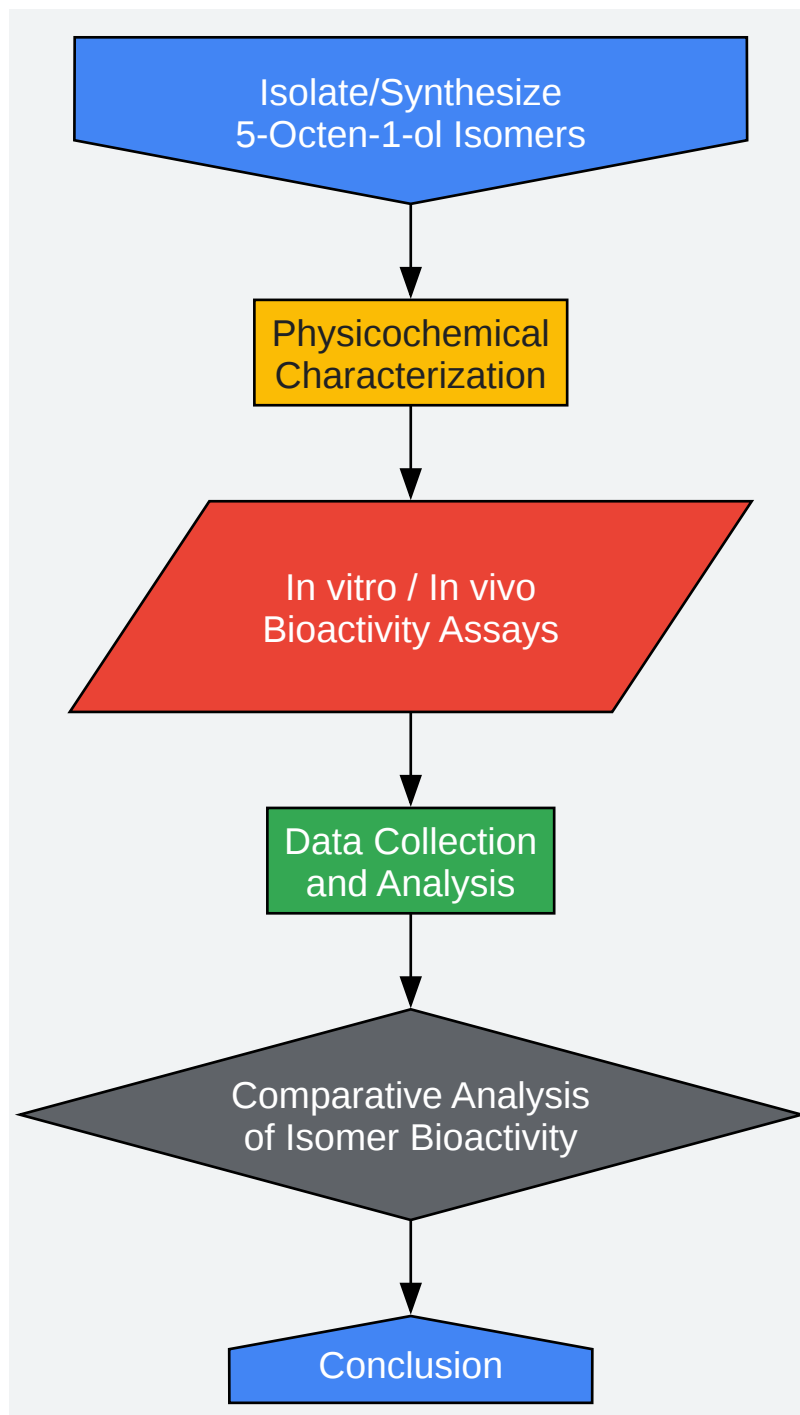 Isolate/Synthesize
5-Octen-1-ol Isomers
Physicochemical
Characterization
In vitro / In vivo
Bioactivity Assays
Data Collection
and Analysis
Comparative Analysis
of Isomer Bioactivity
Conclusion